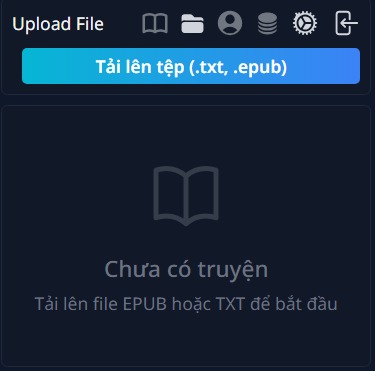 Upload File
Tải lên tệp (.txt, .epub)
Chưa có truyện
Tải lên file EPUB hoặc TXT để bắt đầu